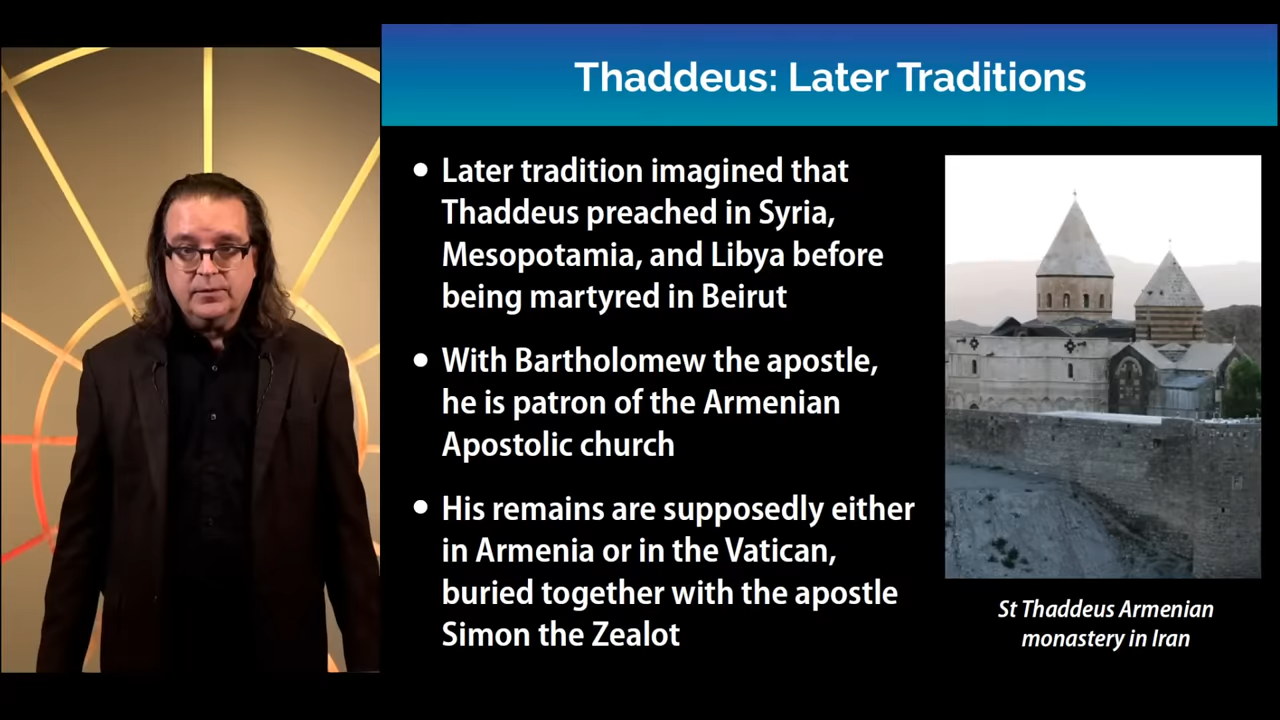 Thaddeus: Later Traditions
• Later tradition imagined that
Thaddeus preached in Syria,
Mesopotamia, and Libya before
being martyred in Beirut
• With Bartholomew the apostle,
he is patron of the Armenian
Apostolic church
• His remains are supposedly either
in Armenia or in the Vatican,
buried together with the apostle
Simon the Zealot
St Thaddeus Armenian
monastery in Iran